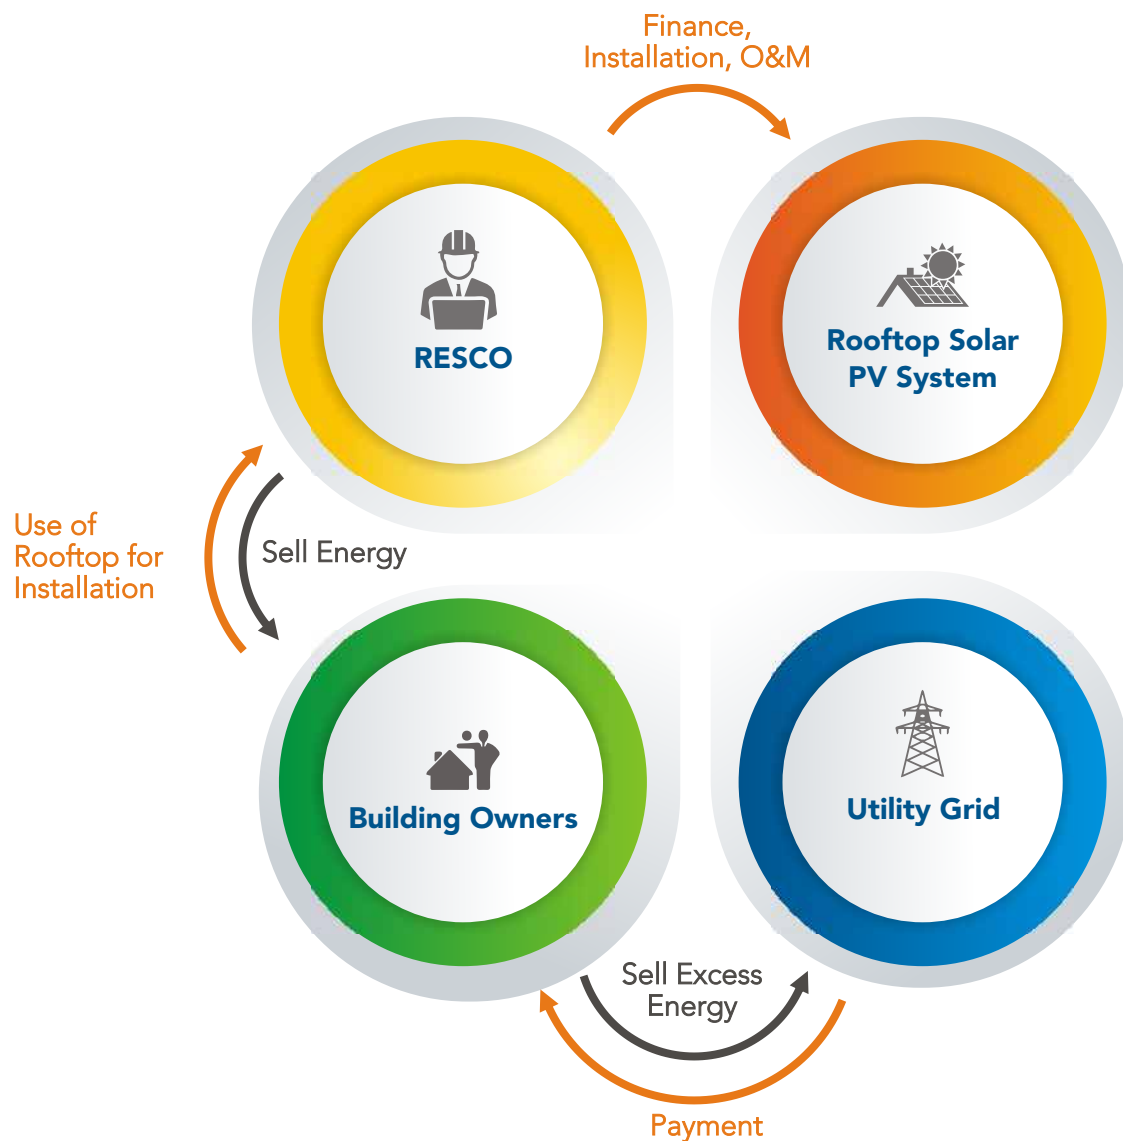 Finance,
Installation, O&M
RESCO
Rooftop Solar
PV System
Use of
Rooftop for
Installation
Sell Energy
Building Owners
Utility Grid
Sell Excess
Energy
Payment